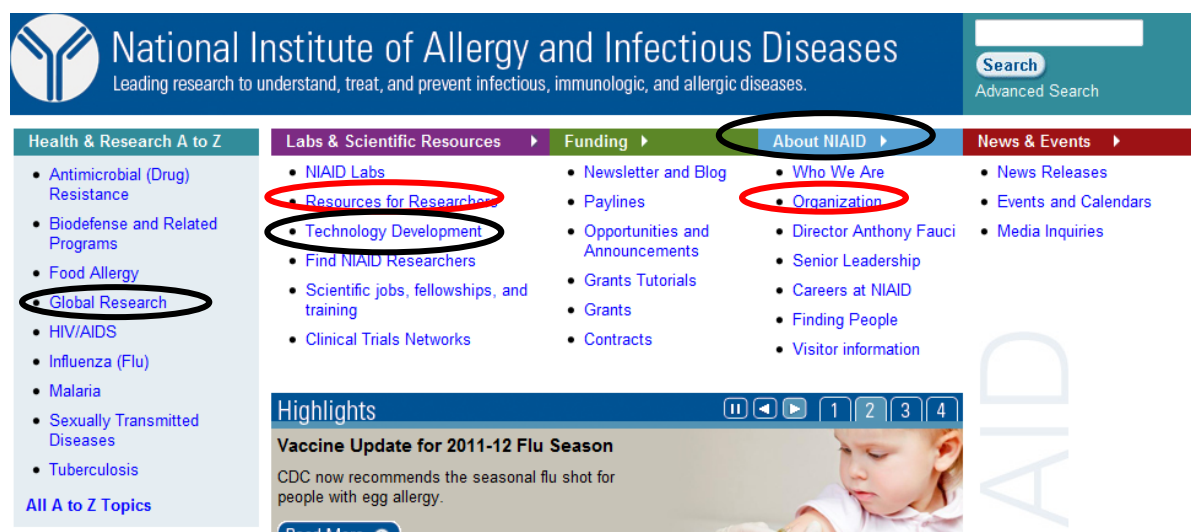 National Institute of Allergy and Infectious Diseases
Leading research to understand, treat, and prevent infectious, immunologic, and allergic diseases.
Search
Advanced Search
Health & Research A to Z
Antimicrobial (Drug)
Resistance
Biodefense and Related
Programs
Food Allergy
Global Research
HIV/AIDS
Influenza (Flu)
Malaria
Sexually Transmitted
Diseases
Tuberculosis
All A to Z Topics
Labs & Scientific Resources
NIAID Labs
Resources for Researchers
Technology Development
Find NIAID Researchers
Scientific jobs, fellowships, and
training
Clinical Trials Networks
Funding
Newsletter and Blog
Paylines
Opportunities and
Announcements
Grants Tutorials
Grants
Contracts
About NIAID
Who We Are
Organization
Director Anthony Fauci
Senior Leadership
Careers at NIAID
Finding People
Visitor information
News & Events
News Releases
Events and Calendars
Media Inquiries
Highlights
1 2 3 4
Vaccine Update for 2011-12 Flu Season
CDC now recommends the seasonal flu shot for
people with egg allergy.
Read More
AID